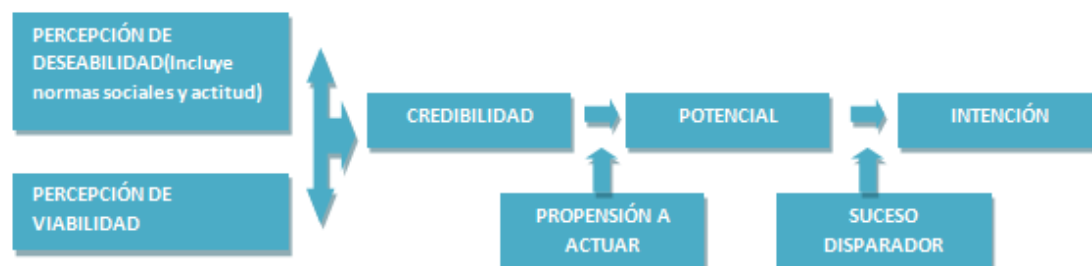 PERCEPCIÓN DE
DESEABILIDAD(Incluye
normas sociales y actitud)
PERCEPCIÓN DE
VIABILIDAD
CREDIBILIDAD
POTENCIAL
INTENCIÓN
PROPENSIÓN A
ACTUAR
SUCESO
DISPARADOR